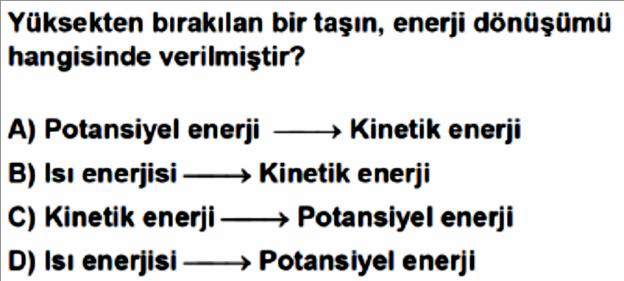 Yüksekten bırakılan bir taşın, enerji dönüşümü
hangisinde verilmiştir?
A) Potansiyel enerji ⟶ Kinetik enerji
B) Isı enerjisi ⟶ Kinetik enerji
C) Kinetik enerji ⟶ Potansiyel enerji
D) Isı enerjisi ⟶ Potansiyel enerji